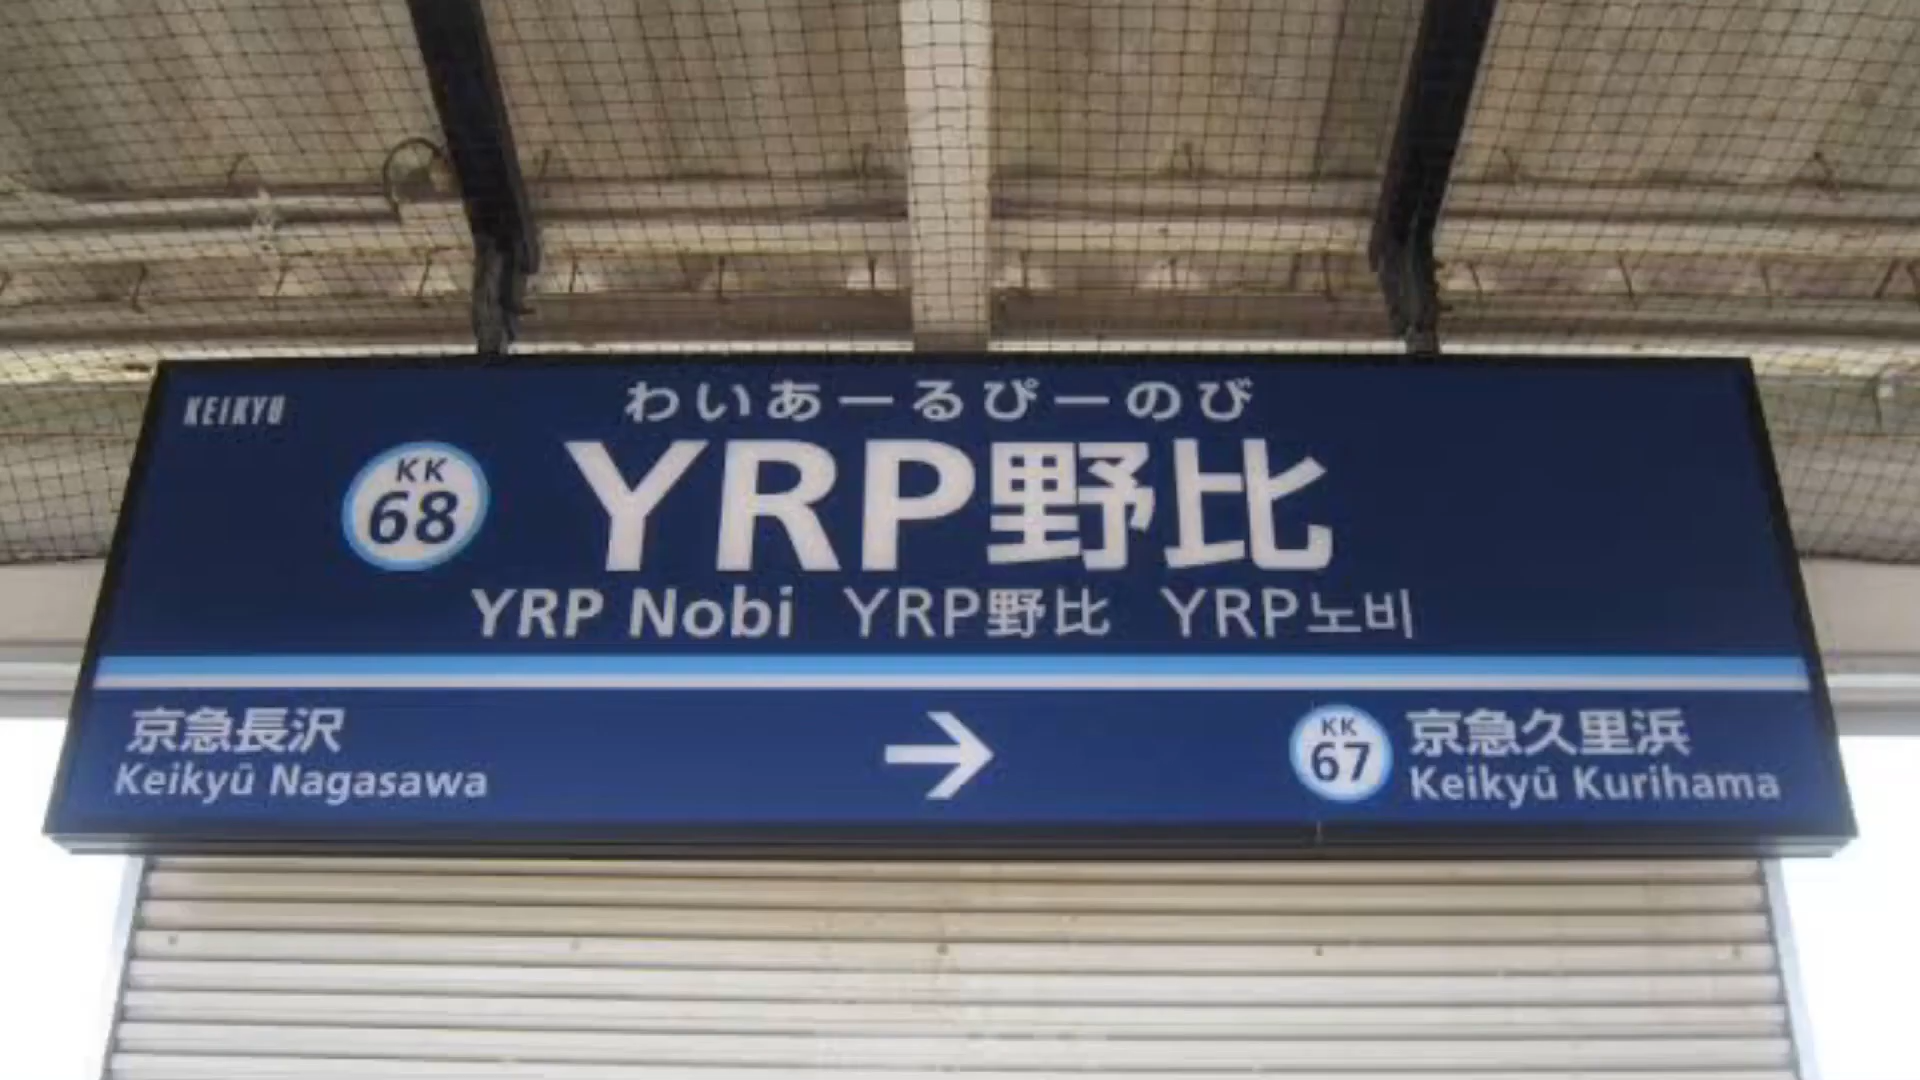 KEIKYU
わいあーるぴーのび
KK
68
YRP野比
YRP Nobi YRP野比 YRP노비
京急長沢
Keikyū Nagasawa
→
KK
67
京急久里浜
Keikyū Kurihama